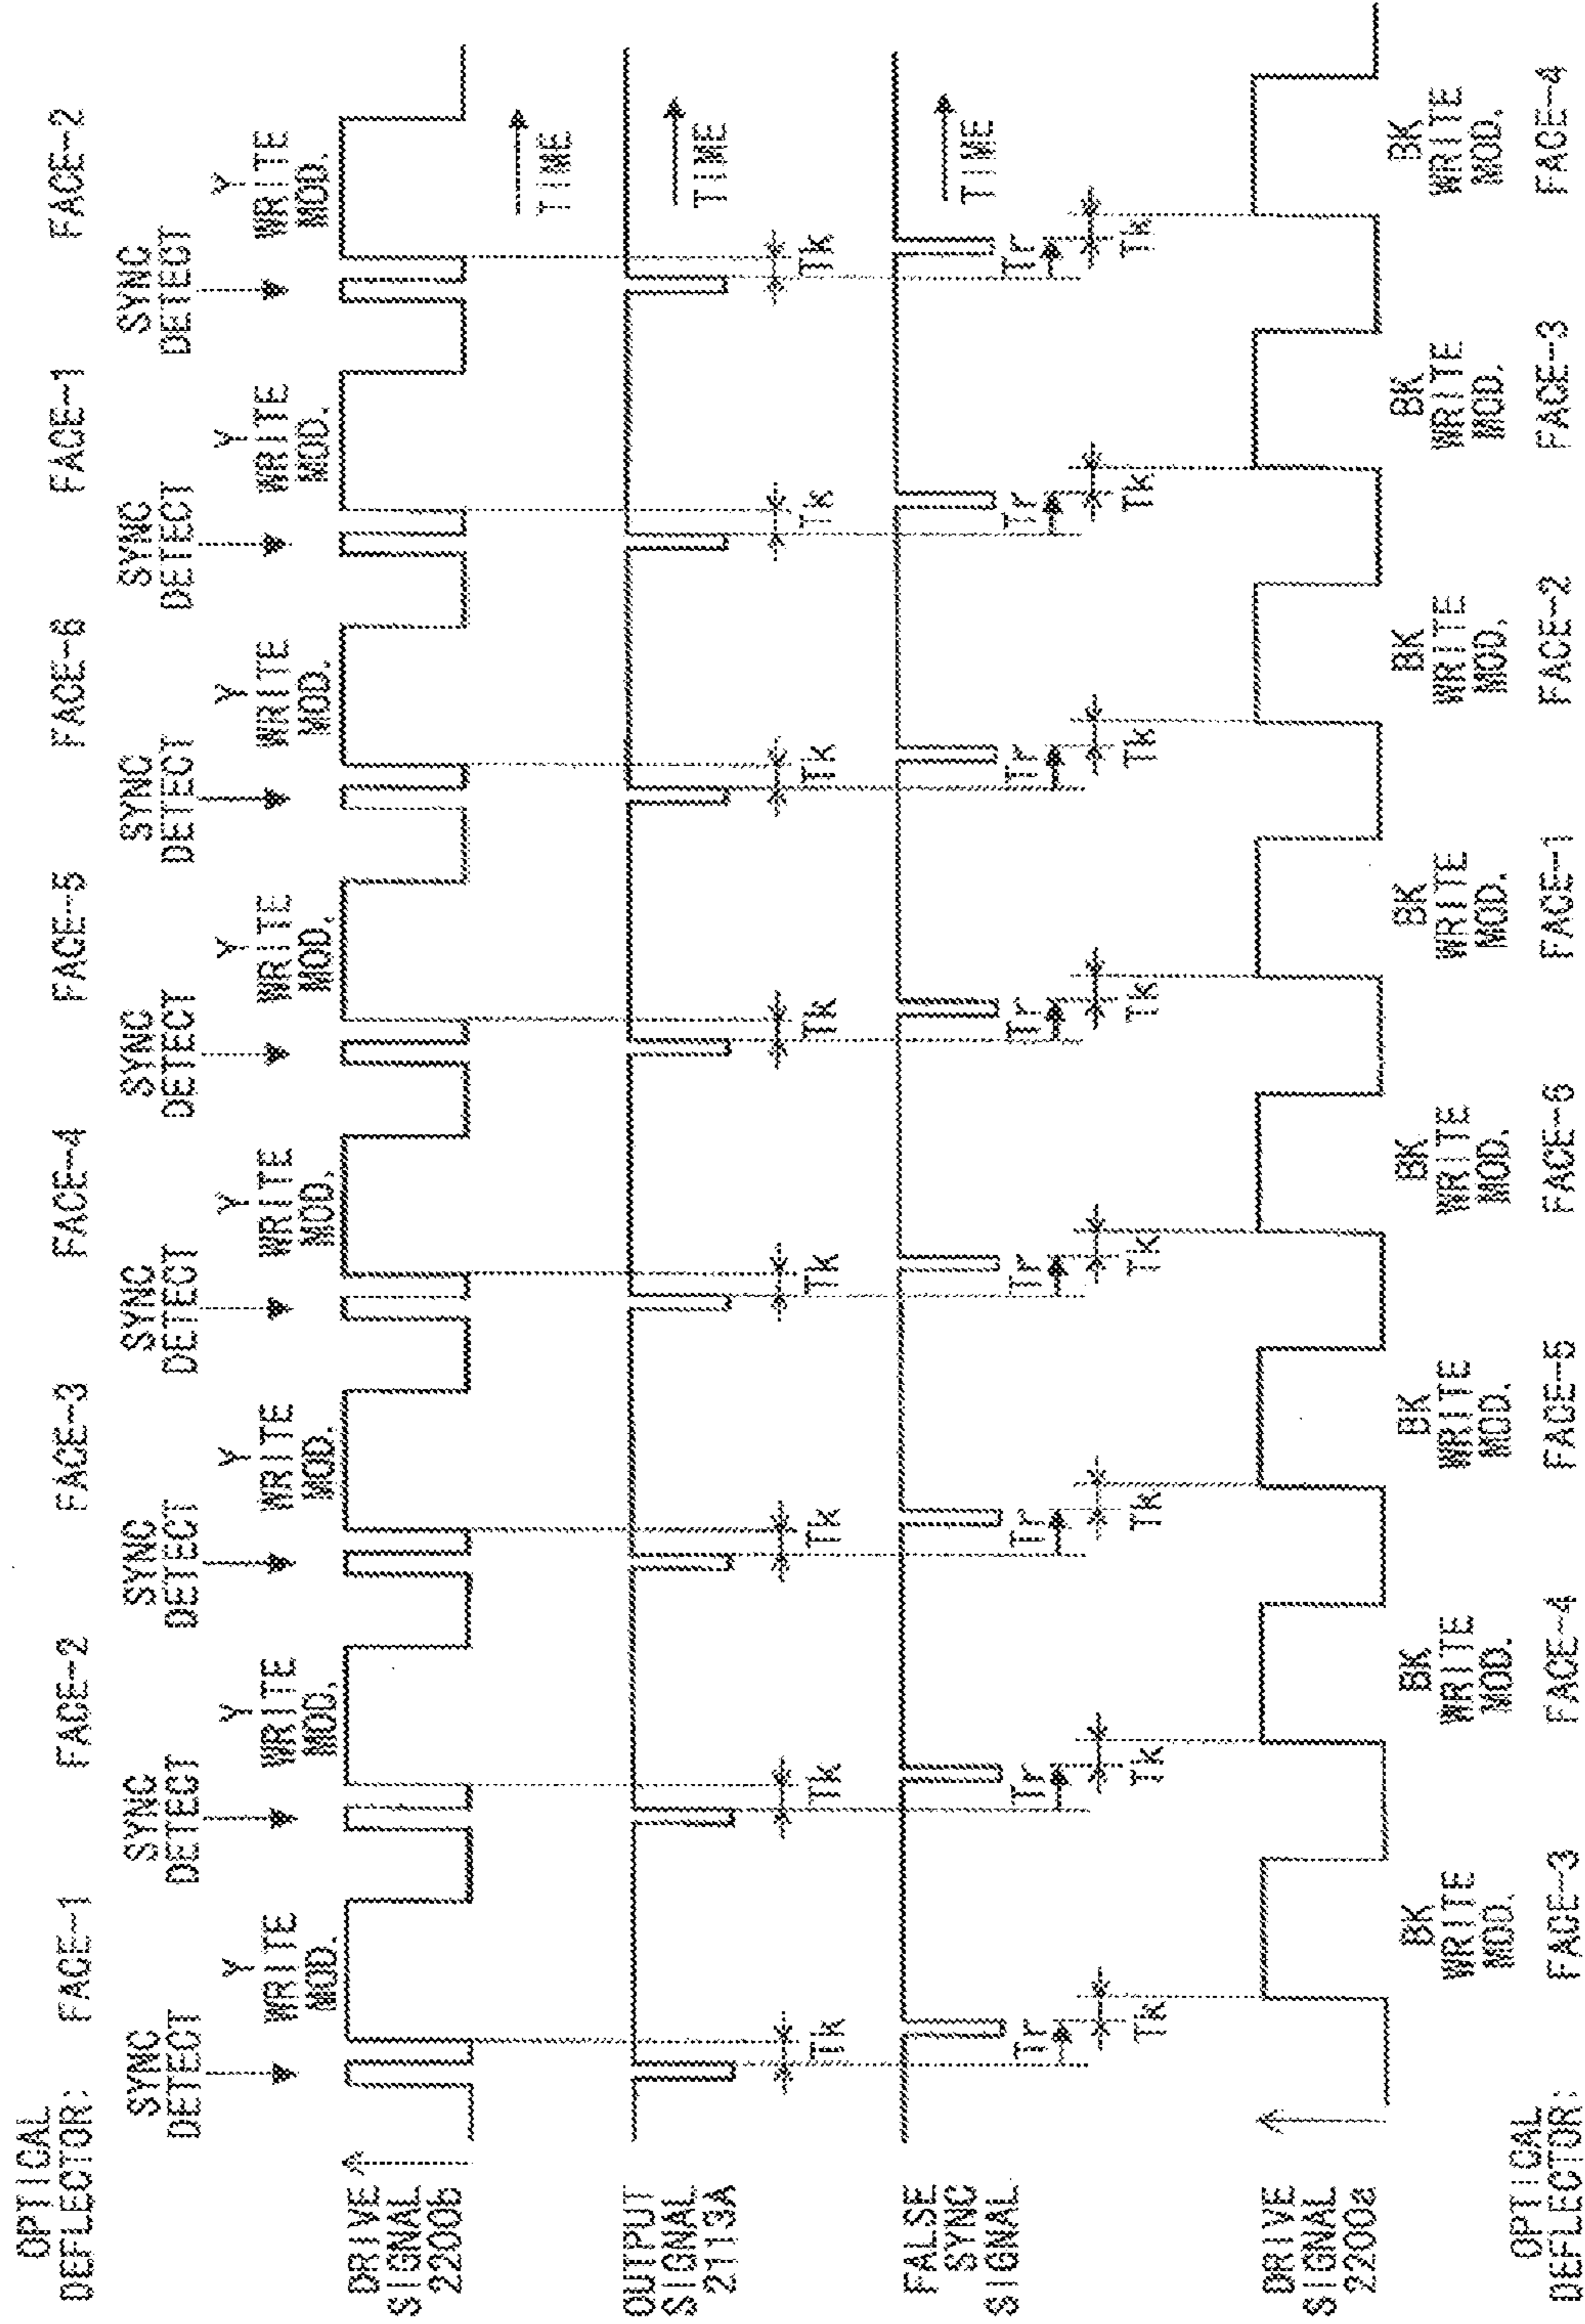 OPTICAL
DEFLECTOR: FACE-1 FACE-2 FACE-3 FACE-4 FACE-5 FACE-6 FACE-1 FACE-2
SYNC SYNC SYNC SYNC SYNC SYNC SYNC SYNC
DETECT DETECT DETECT DETECT DETECT DETECT DETECT DETECT
Y Y Y Y Y Y Y Y
WRITE WRITE WRITE WRITE WRITE WRITE WRITE WRITE
MOD. MOD. MOD. MOD. MOD. MOD. MOD. MOD.
DRIVE
SIGNAL
2200b
TIME
OUTPUT
SIGNAL
2113A
TIME
Tk Tk Tk Tk Tk Tk Tk Tk
FALSE
SYNC
SIGNAL
TIME
Tr Tr Tr Tr Tr Tr Tr Tr
Tk Tk Tk Tk Tk Tk Tk Tk
DRIVE
SIGNAL
2200a
BK BK BK BK BK BK BK BK
WRITE WRITE WRITE WRITE WRITE WRITE WRITE WRITE
MOD. MOD. MOD. MOD. MOD. MOD. MOD. MOD.
OPTICAL
DEFLECTOR: FACE-3 FACE-4 FACE-5 FACE-6 FACE-1 FACE-2 FACE-3 FACE-4